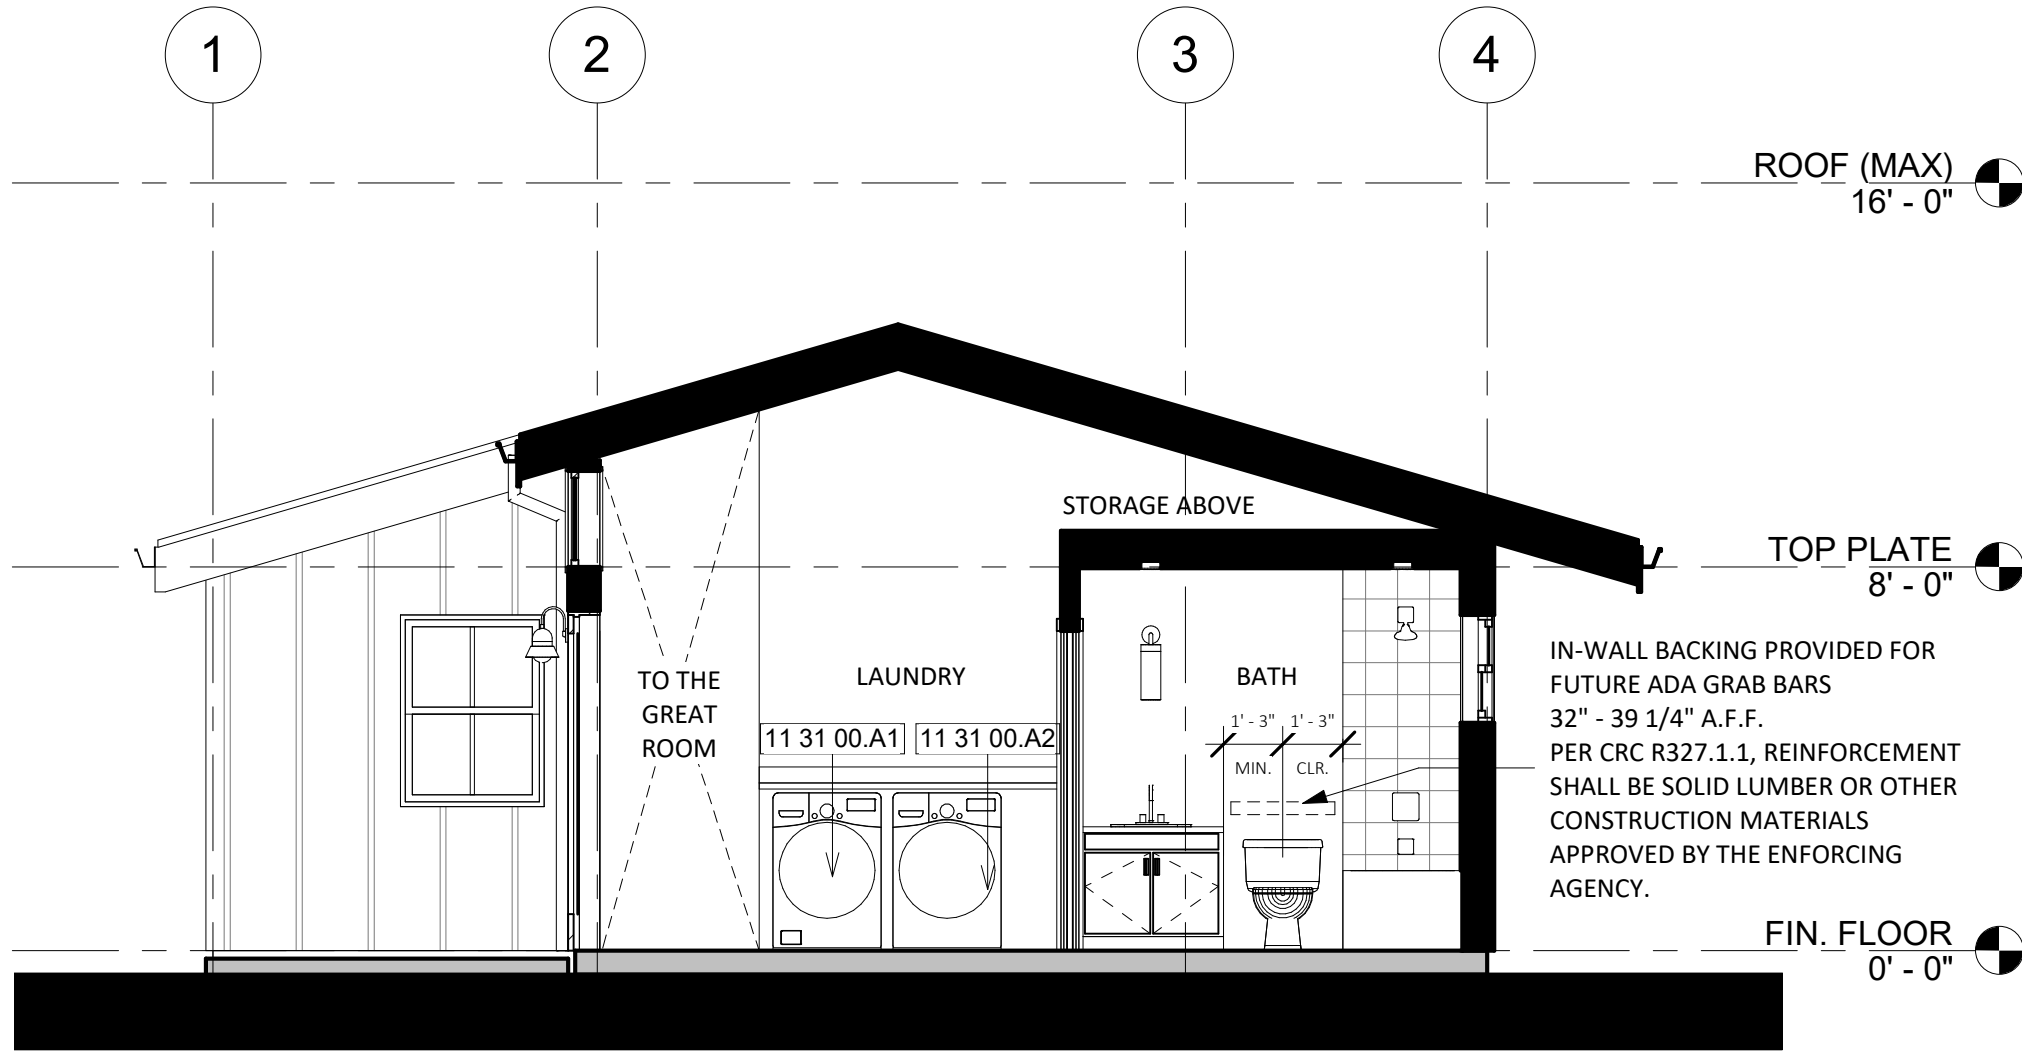 1
2
3
4
ROOF (MAX)
16' - 0"
STORAGE ABOVE
TOP PLATE
8' - 0"
TO THE
GREAT
ROOM
LAUNDRY
BATH
11 31 00.A1
11 31 00.A2
1' - 3"
1' - 3"
MIN.
CLR.
IN-WALL BACKING PROVIDED FOR
FUTURE ADA GRAB BARS
32" - 39 1/4" A.F.F.
PER CRC R327.1.1, REINFORCEMENT
SHALL BE SOLID LUMBER OR OTHER
CONSTRUCTION MATERIALS
APPROVED BY THE ENFORCING
AGENCY.
FIN. FLOOR
0' - 0"